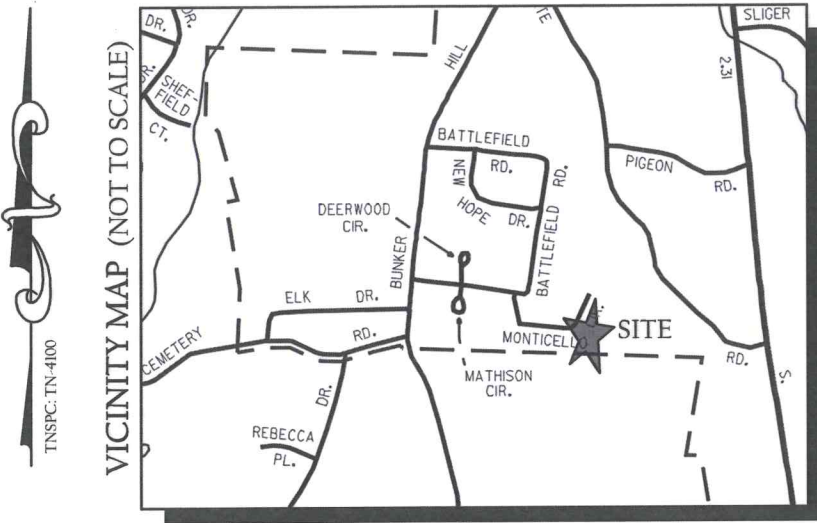 TNSPC: TN-4100
VICINITY MAP (NOT TO SCALE)
DR.
DR.
DR.
SHEF-
FIELD
CT.
HILL
TE
SLIGER
2.31
BATTLEFIELD
RD.
RD.
NEW
HOPE
DR.
PIGEON
RD.
DEERWOOD
CIR.
BUNKER
BATTLEFIELD
ELK DR.
CEMETERY
RD.
MONTICELLO
SITE
RD.
MATHISON
CIR.
DR.
REBECCA
PL.
S.